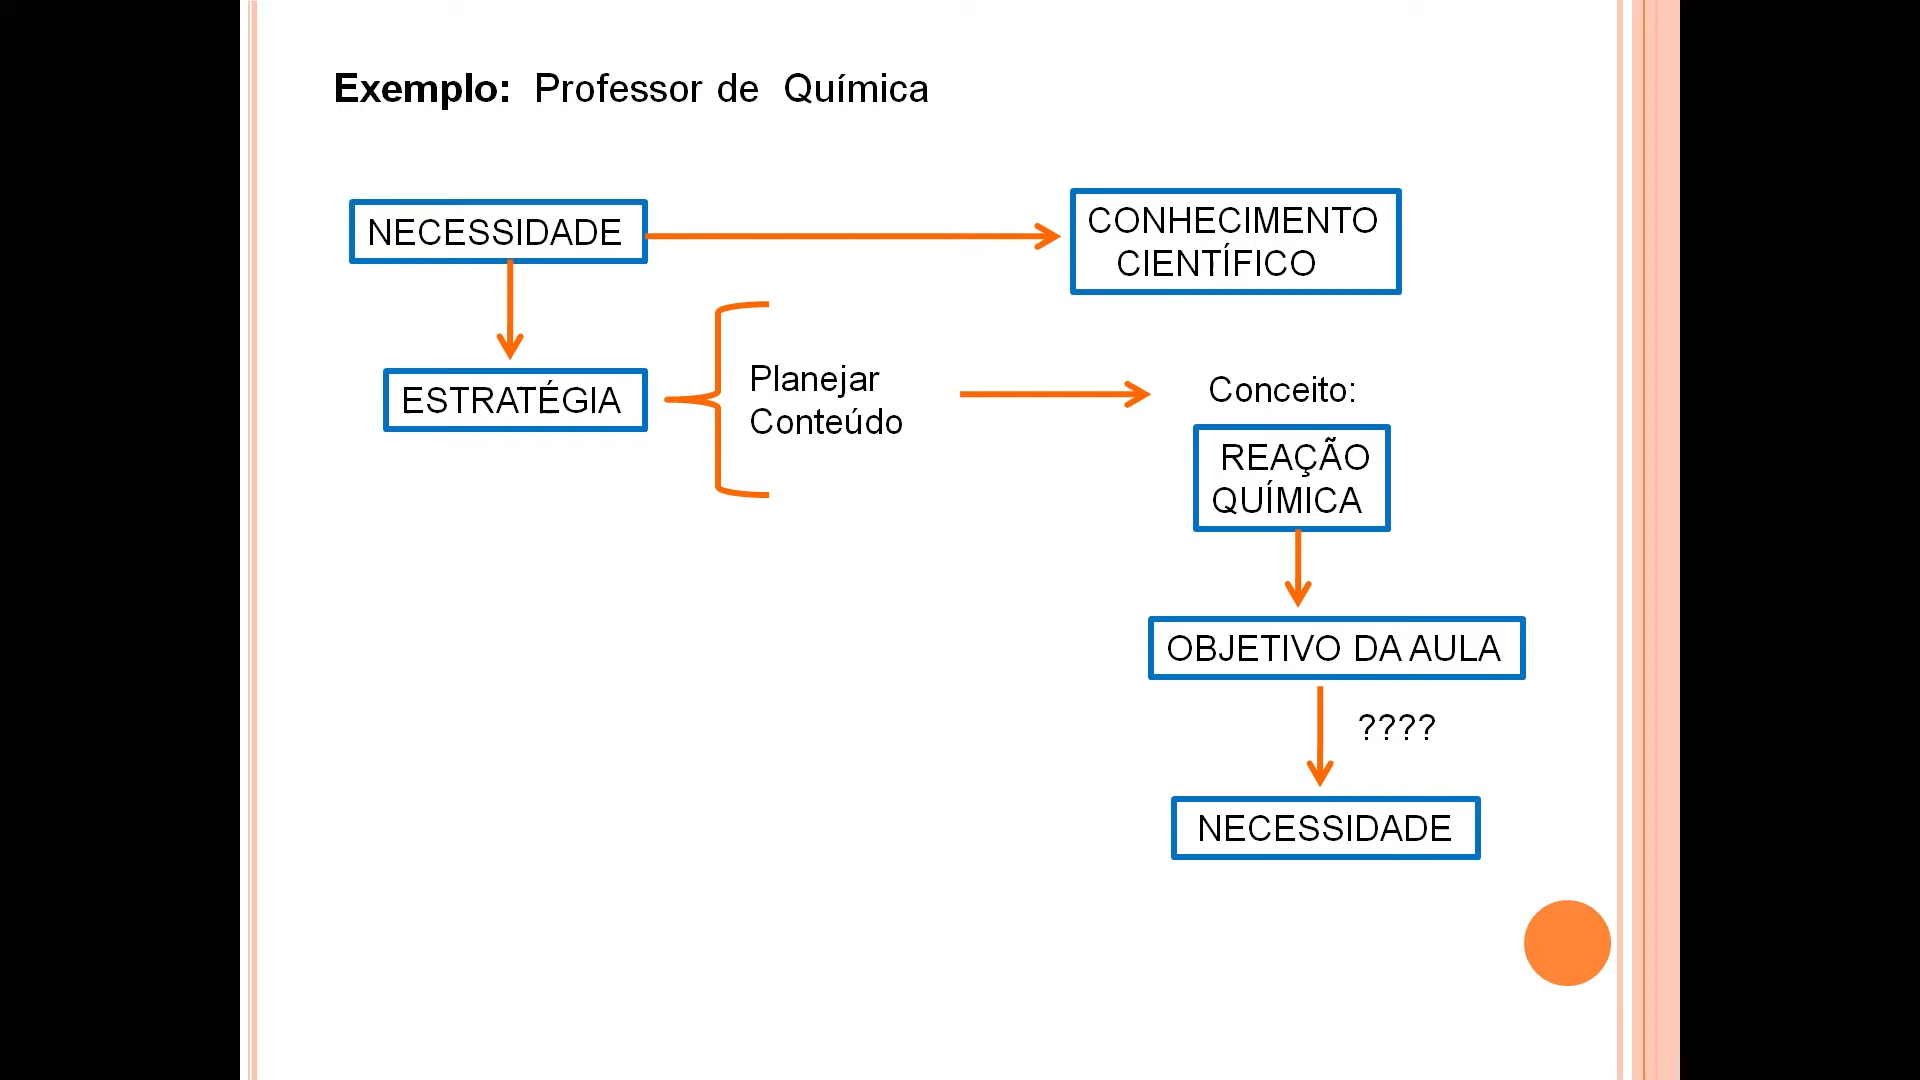 Exemplo: Professor de Química
NECESSIDADE
CONHECIMENTO
CIENTÍFICO
ESTRATÉGIA
Planejar
Conteúdo
Conceito:
REAÇÃO
QUÍMICA
OBJETIVO DA AULA
????
NECESSIDADE